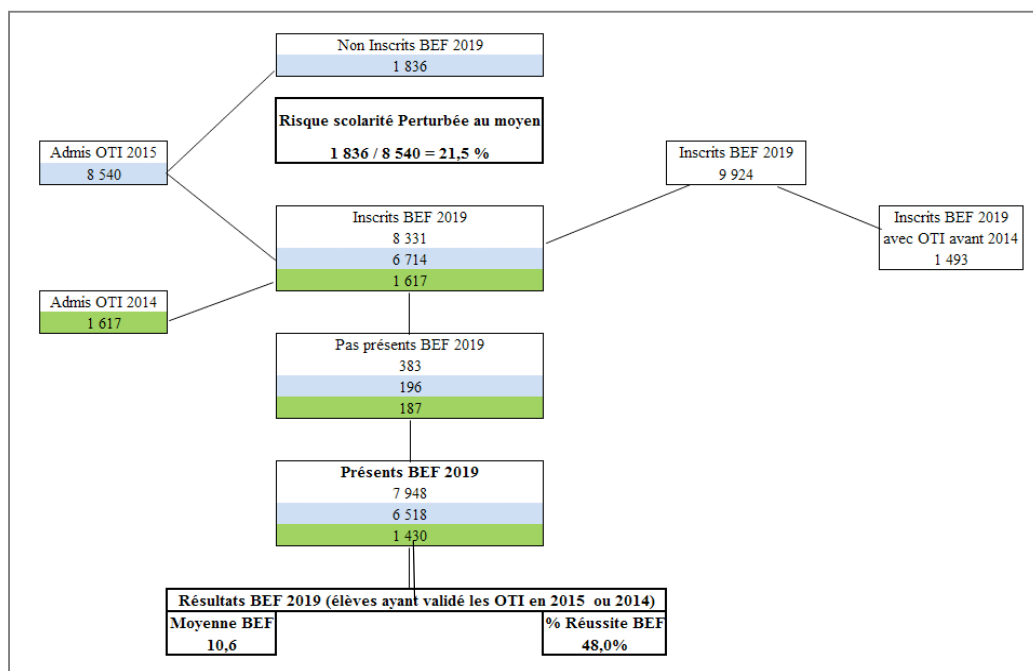 Non Inscrits BEF 2019
1 836
Risque scolarité Perturbée au moyen
1 836 / 8 540 = 21,5 %
Admis OTI 2015
8 540
Inscrits BEF 2019
9 924
Inscrits BEF 2019
8 331
6 714
1 617
Inscrits BEF 2019
avec OTI avant 2014
1 493
Admis OTI 2014
1 617
Pas présents BEF 2019
383
196
187
Présents BEF 2019
7 948
6 518
1 430
Résultats BEF 2019 (élèves ayant validé les OTI en 2015 ou 2014)
Moyenne BEF
10,6
% Réussite BEF
48,0%